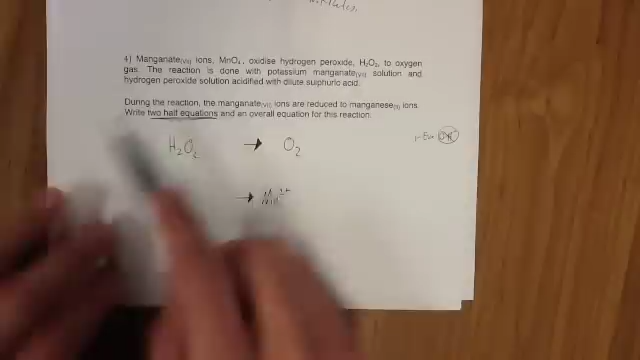 4) Manganate(VII) ions, MnO₄⁻, oxidise hydrogen peroxide, H₂O₂, to oxygen
gas. The reaction is done with potassium manganate(VII) solution and
hydrogen peroxide solution acidified with dilute sulphuric acid.
During the reaction, the manganate(VII) ions are reduced to manganese(II) ions.
Write two half equations and an overall equation for this reaction.
H₂O₂ → O₂
→ Mn²⁺